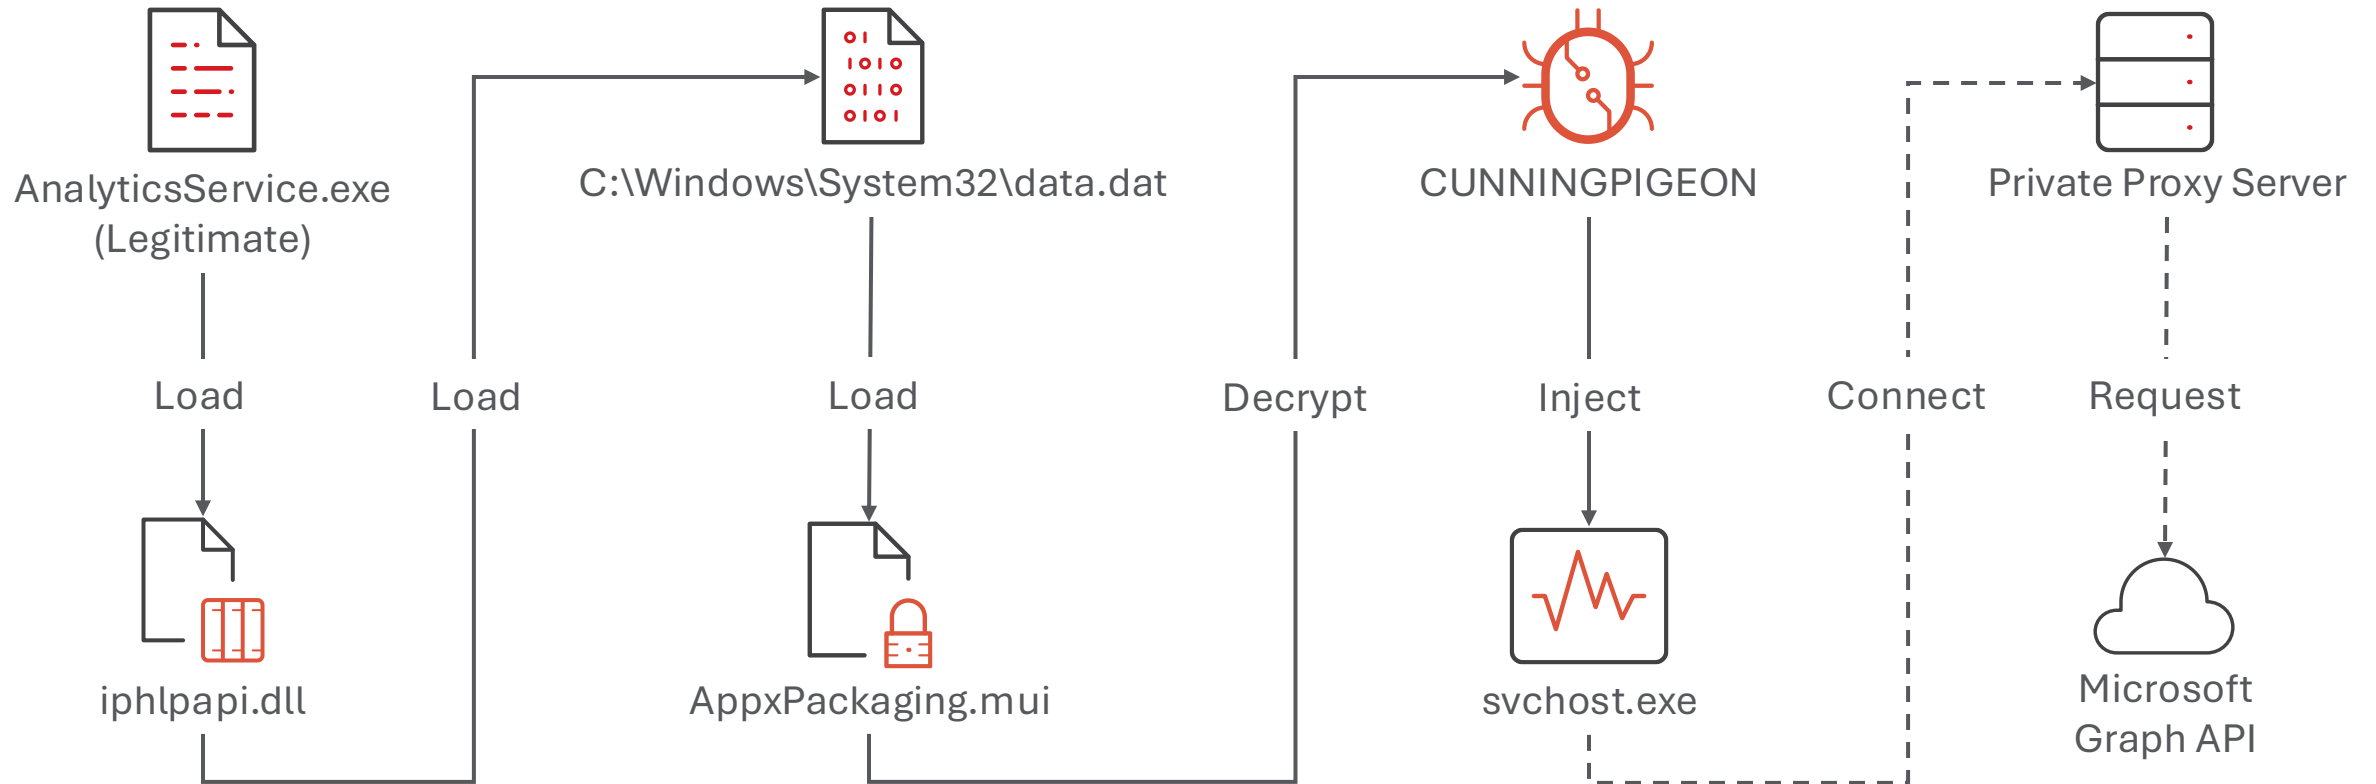 AnalyticsService.exe
(Legitimate)
Load
iphlpapi.dll
Load
C:\Windows\System32\data.dat
Load
AppxPackaging.mui
Decrypt
CUNNINGPIGEON
Inject
svchost.exe
Connect
Private Proxy Server
Request
Microsoft
Graph API